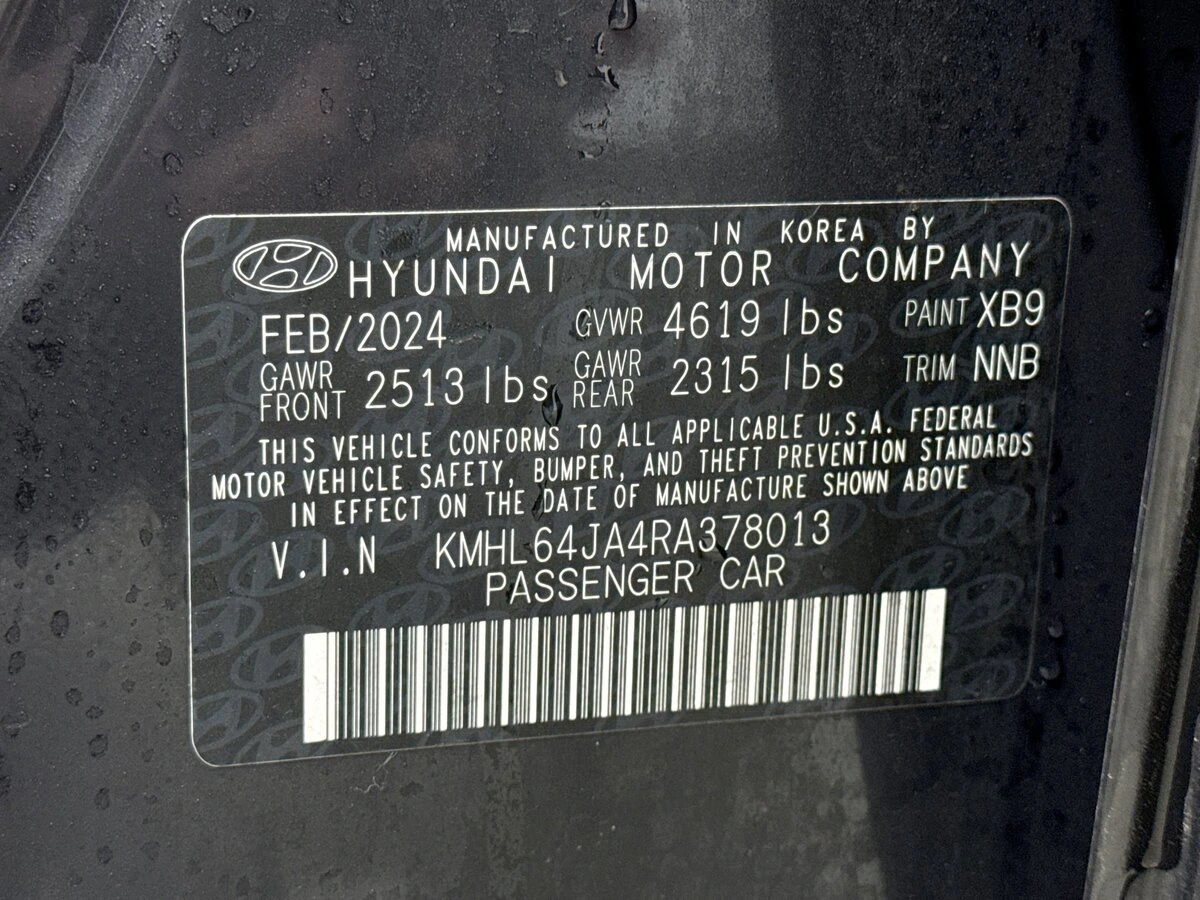 MANUFACTURED IN KOREA BY
HYUNDAI MOTOR COMPANY
FEB/2024 GVWR 4619 lbs PAINT XB9
GAWR FRONT 2513 lbs GAWR REAR 2315 lbs TRIM NNB
THIS VEHICLE CONFORMS TO ALL APPLICABLE U.S.A. FEDERAL
MOTOR VEHICLE SAFETY, BUMPER, AND THEFT PREVENTION STANDARDS
IN EFFECT ON THE DATE OF MANUFACTURE SHOWN ABOVE
V.I.N KMHL64JA4RA378013
PASSENGER CAR